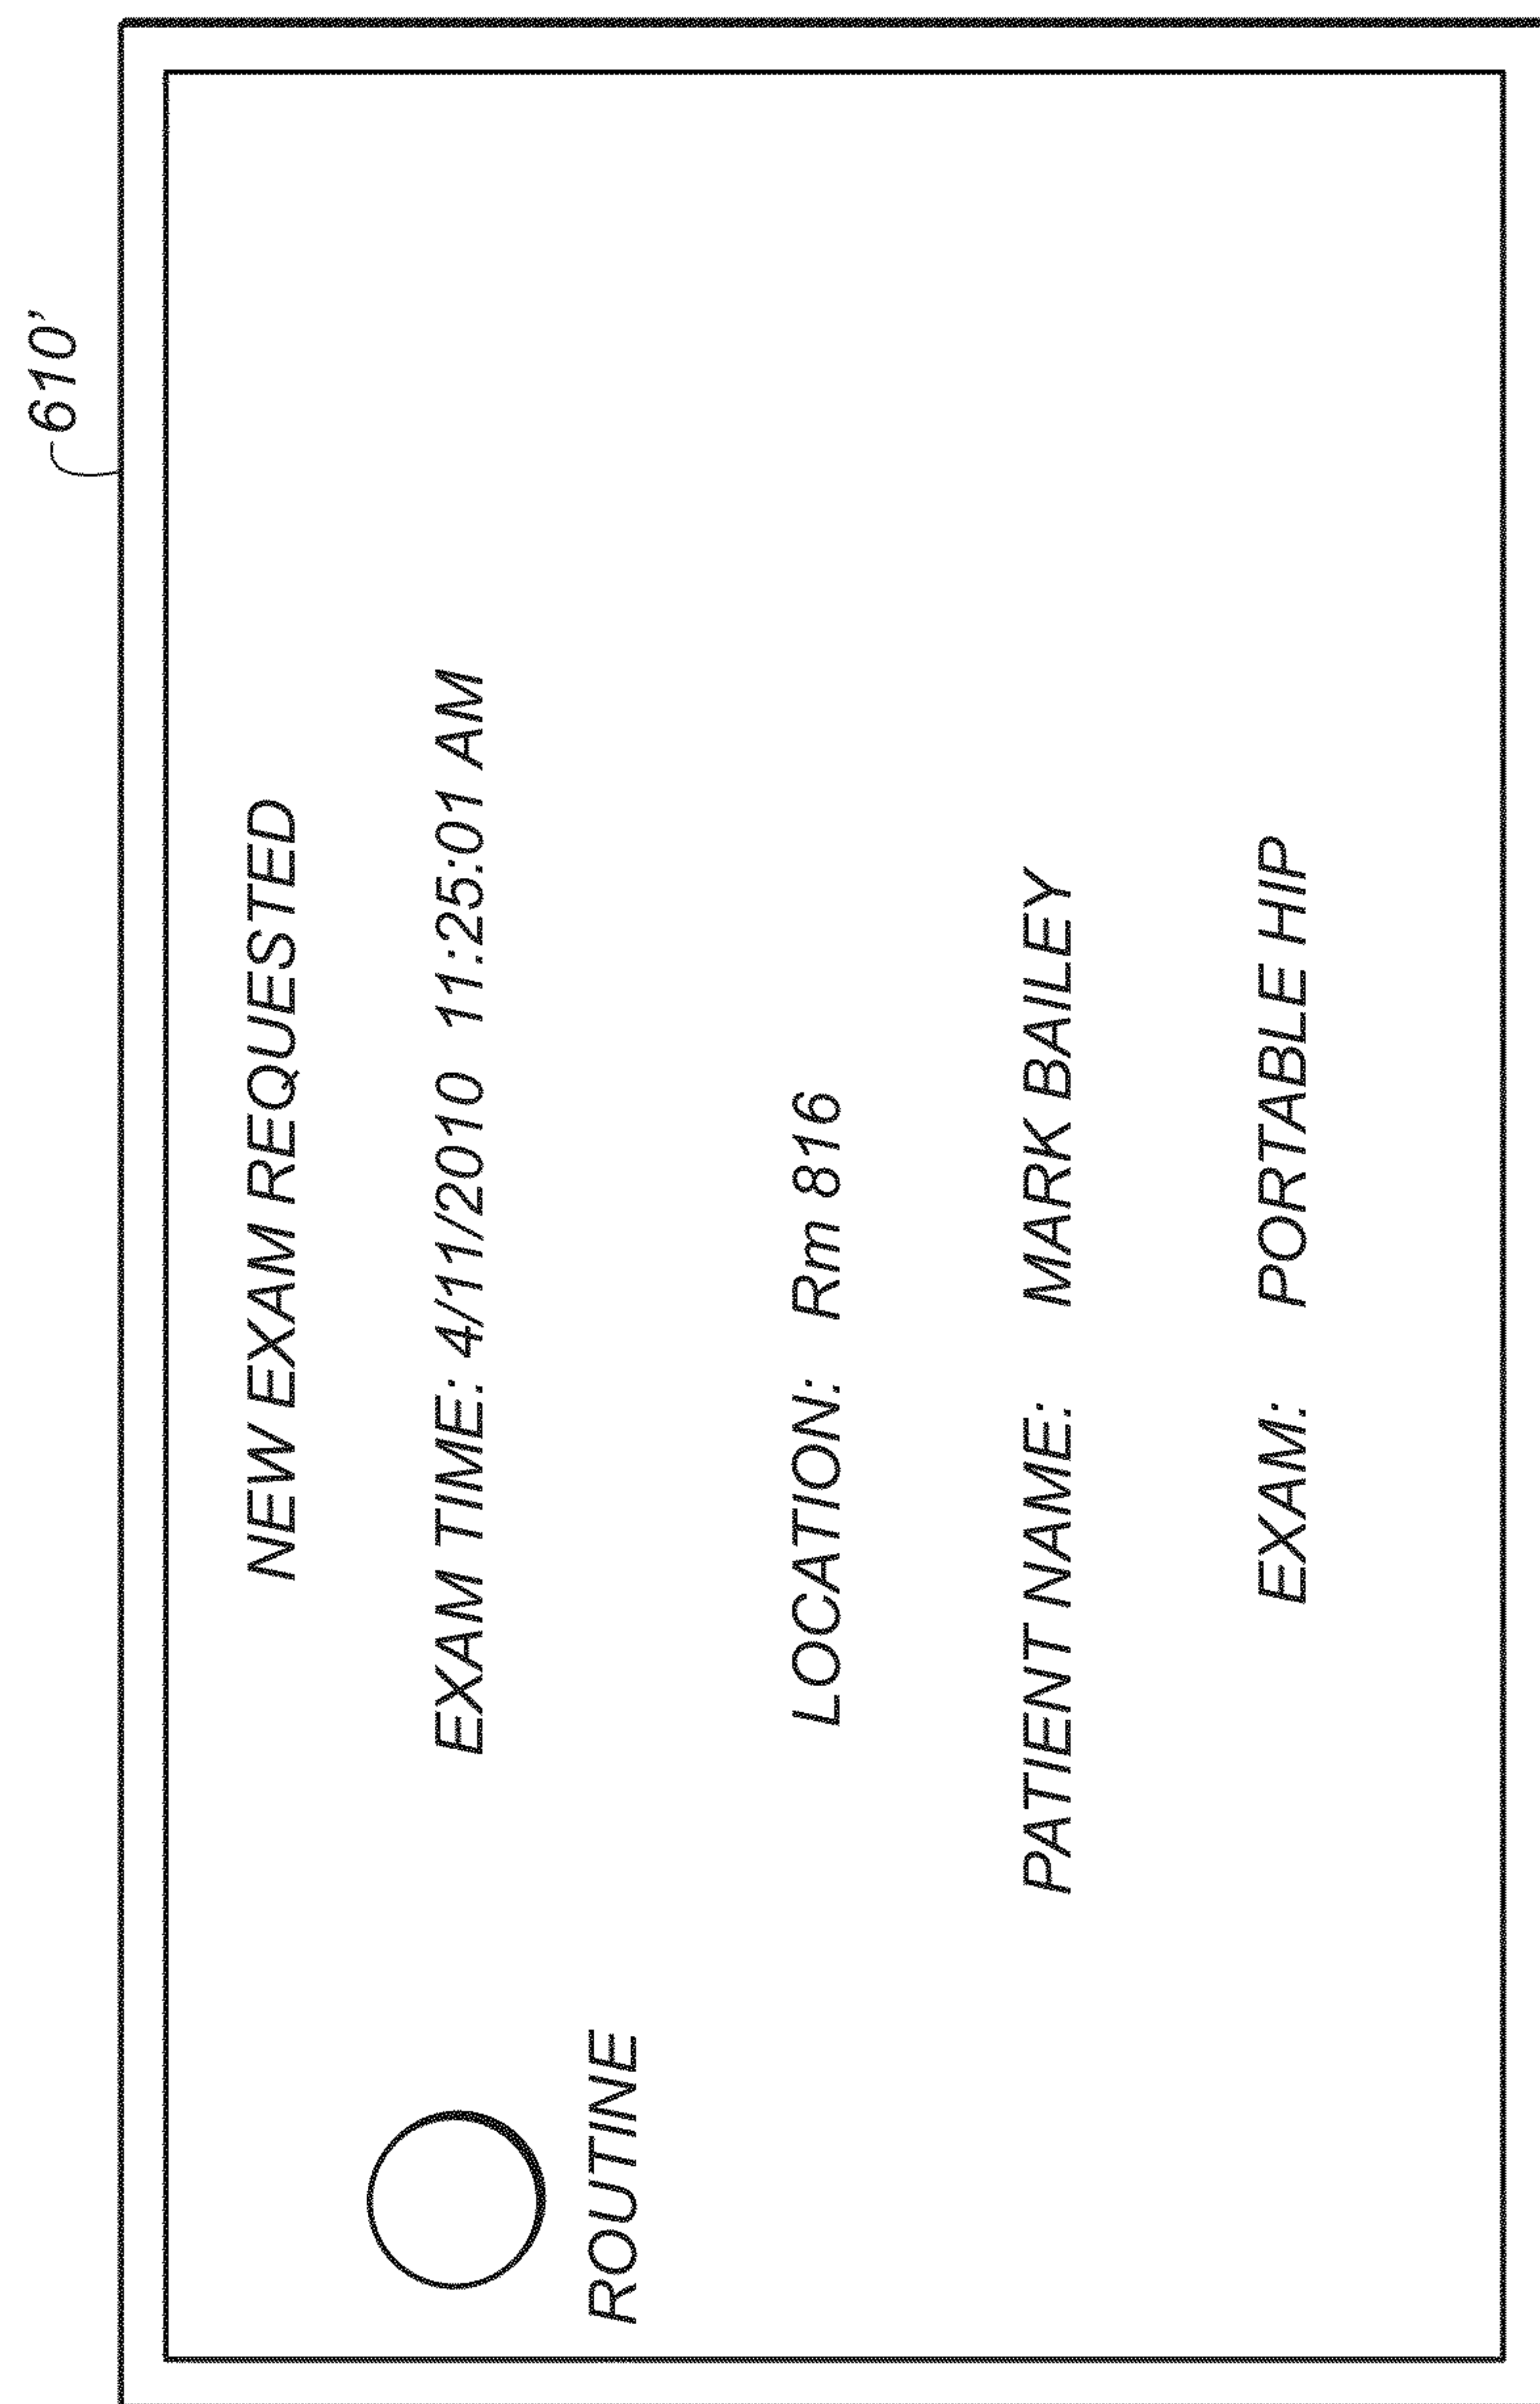 610'
NEW EXAM REQUESTED
EXAM TIME: 4/11/2010 11:25:01 AM
ROUTINE
LOCATION: Rm 816
PATIENT NAME: MARK BAILEY
EXAM: PORTABLE HIP